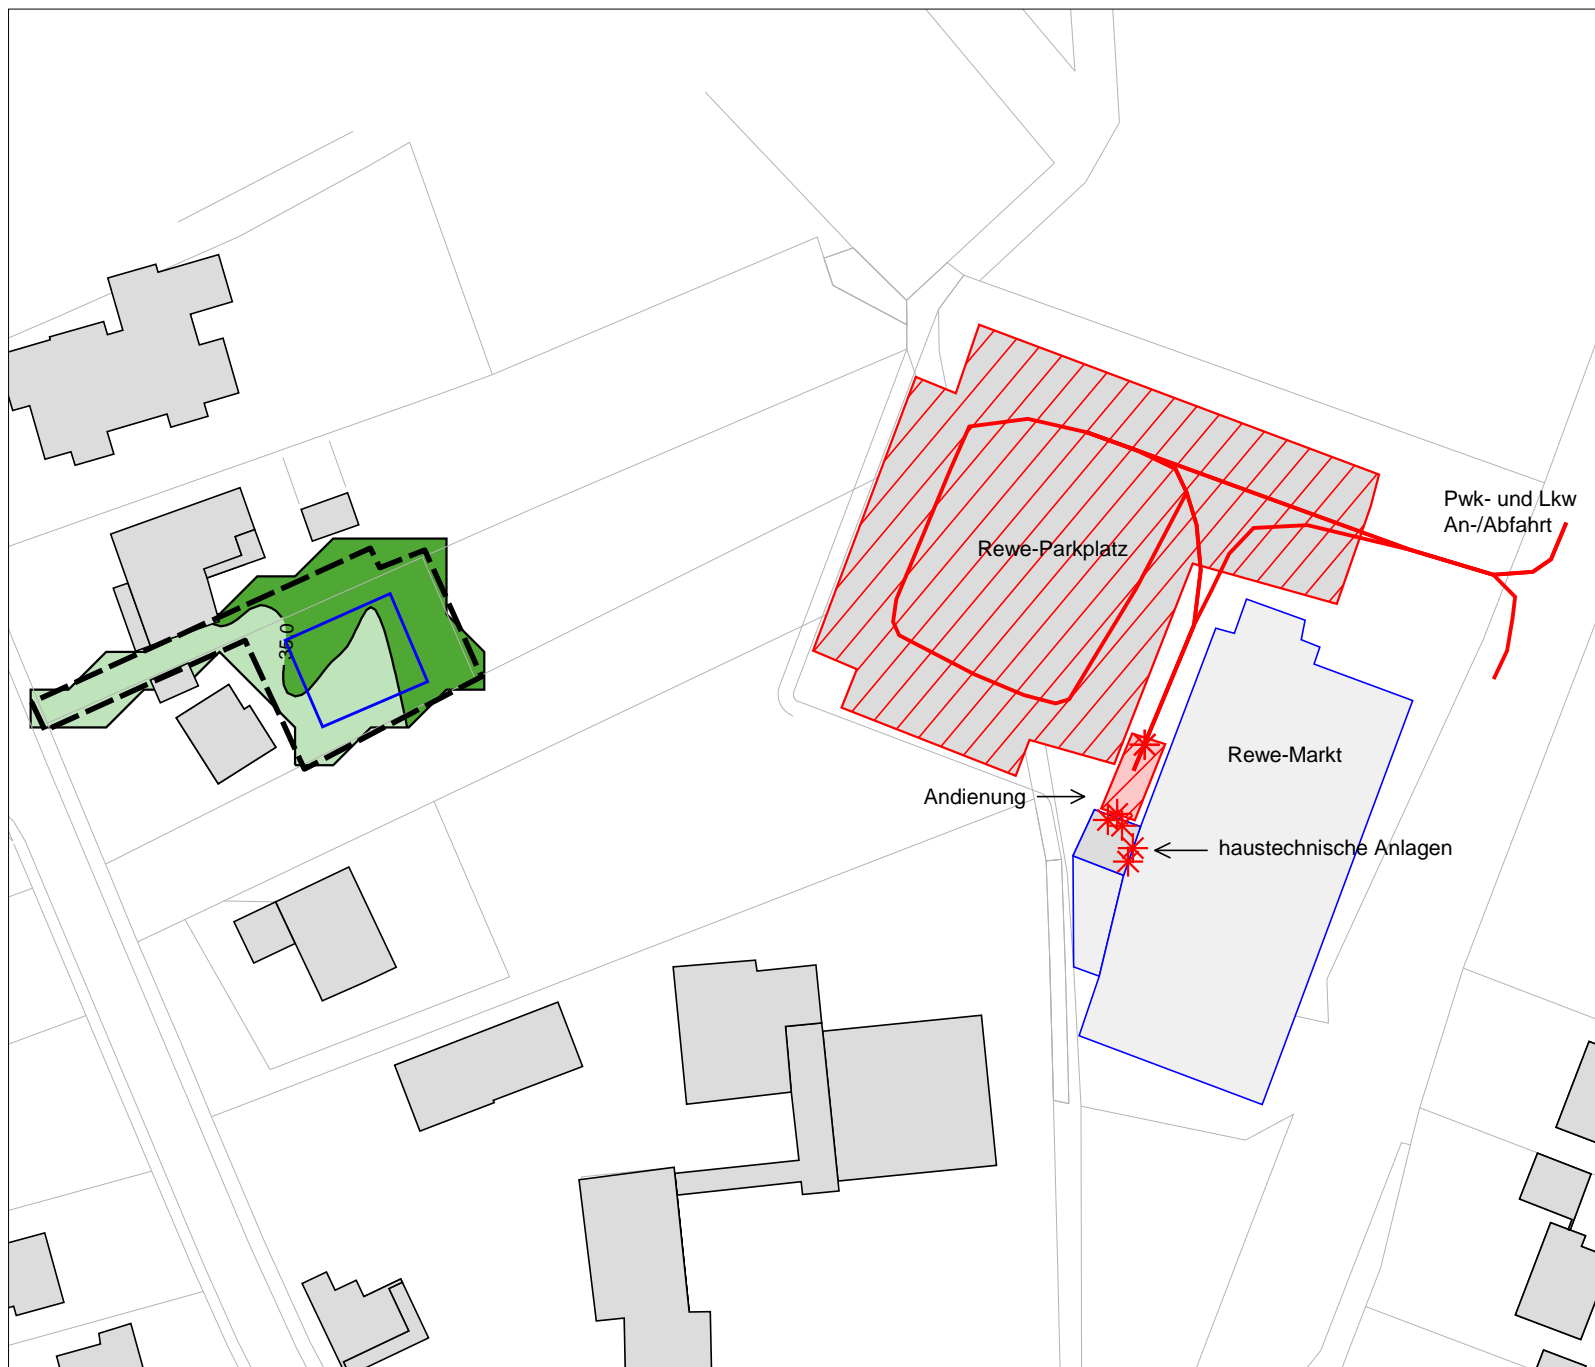 Pwk- und Lkw
An-/Abfahrt
Rewe-Parkplatz
35.0
Rewe-Markt
Andienung
haustechnische Anlagen